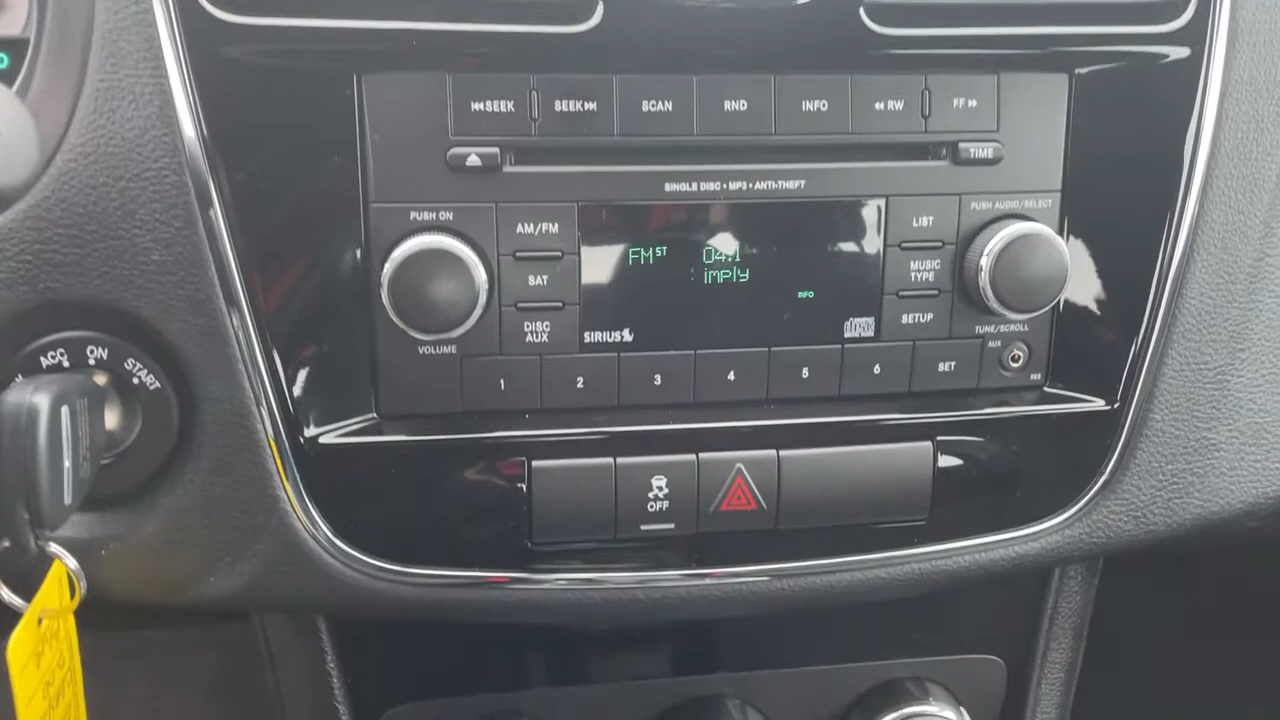 SEEK
SEEK
SCAN
RND
INFO
RW
FF
TIME
SINGLE DISC • MP3 • ANTI-THEFT
PUSH ON
AM/FM
SAT
DISC AUX
VOLUME
FM ST 04.1
imply
INFO
SIRIUS
LIST
MUSIC TYPE
SETUP
PUSH AUDIO/SELECT
TUNE/SCROLL
AUX
RES
1
2
3
4
5
6
SET
ACC
ON
START
OFF